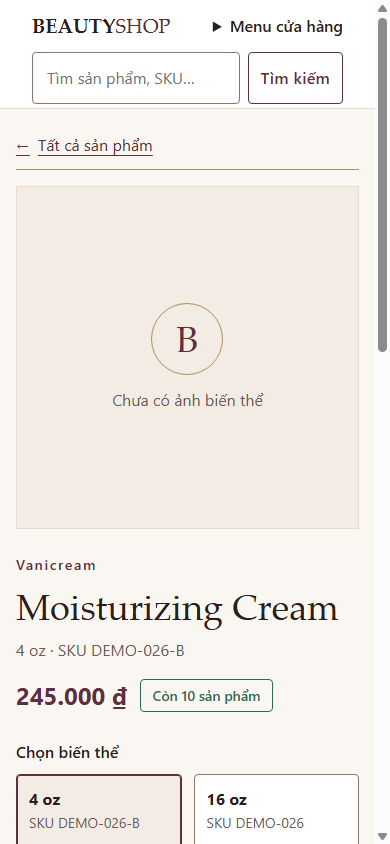 BEAUTYSHOP
▶ Menu cửa hàng
Tìm sản phẩm, SKU...
Tìm kiếm
← Tất cả sản phẩm
B
Chưa có ảnh biến thể
Vanicream
Moisturizing Cream
4 oz · SKU DEMO-026-B
245.000 ₫
Còn 10 sản phẩm
Chọn biến thể
4 oz
SKU DEMO-026-B
16 oz
SKU DEMO-026